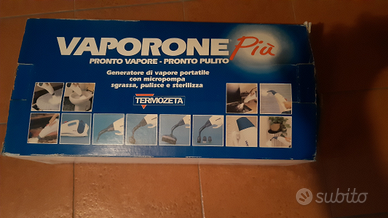 VAPORONE Più
PRONTO VAPORE - PRONTO PULITO
Generatore di vapore portatile
con micropompa
sgrassa, pulisce e sterilizza
TERMOZETA
subito